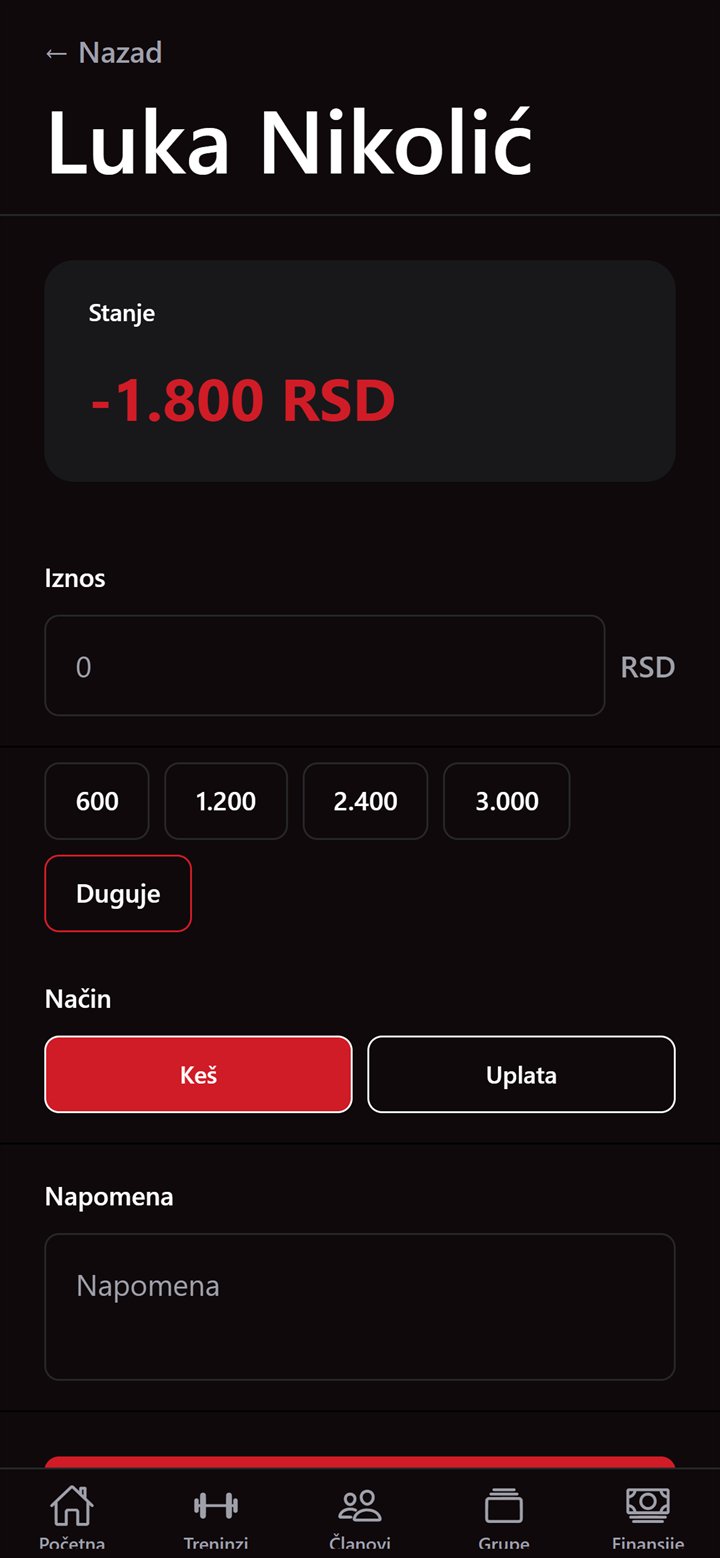 ← Nazad
Luka Nikolić
Stanje
-1.800 RSD
Iznos
0 RSD
600 1.200 2.400 3.000
Duguje
Način
Keš Uplata
Napomena
Napomena
Početna Treninzi Članovi Grupe Finansije